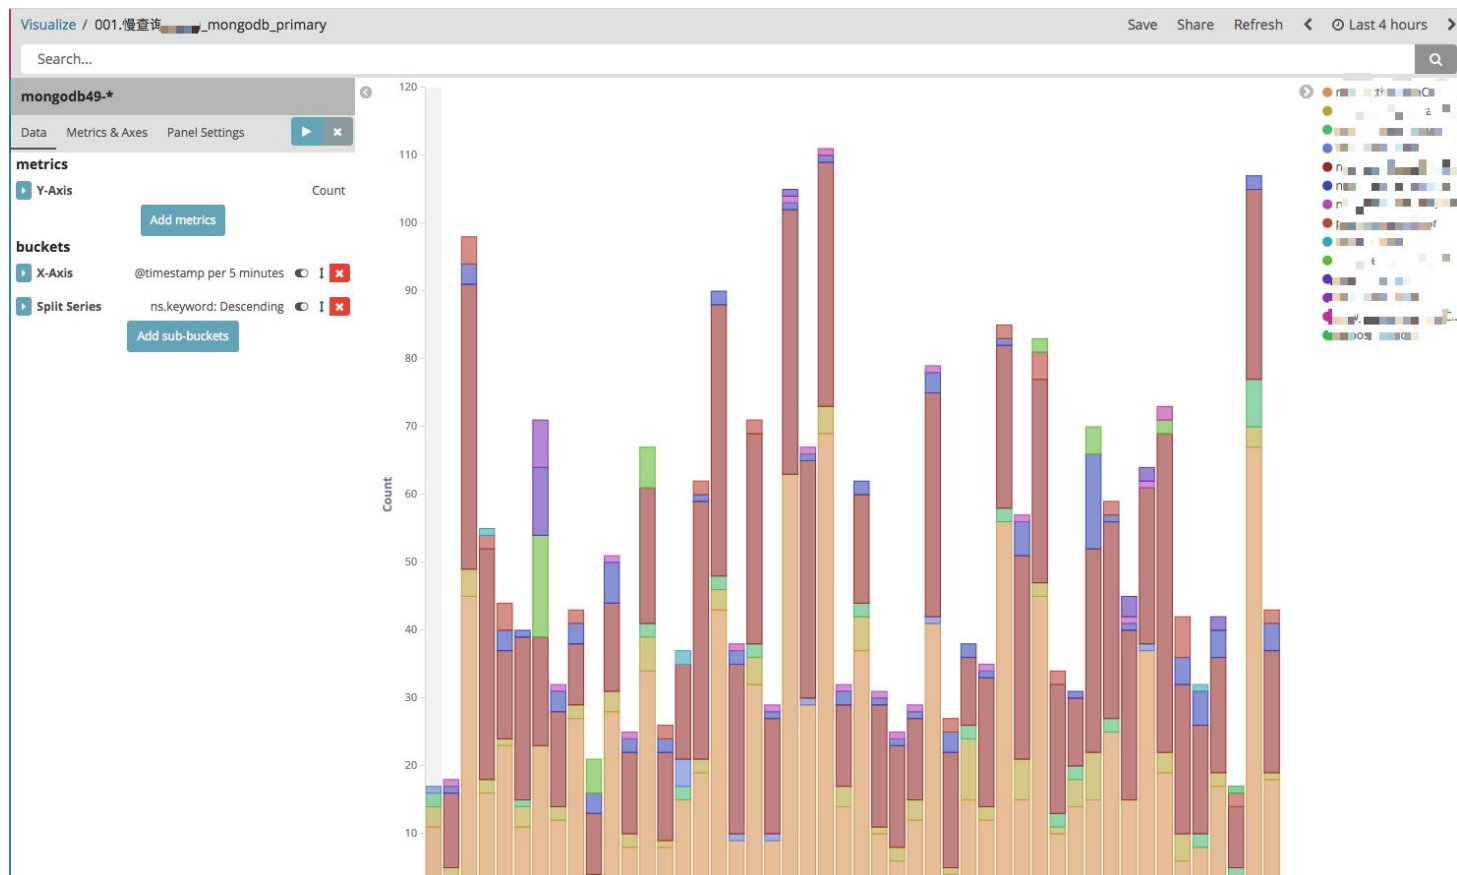 Visualize / 001.慢查询 _mongodb_primary
Save Share Refresh Last 4 hours
Search...
mongodb49-*
Data Metrics & Axes Panel Settings
metrics
Y-Axis Count
Add metrics
buckets
X-Axis @timestamp per 5 minutes
Split Series ns.keyword: Descending
Add sub-buckets
120
110
100
90
80
70
60
50
40
30
20
10
Count